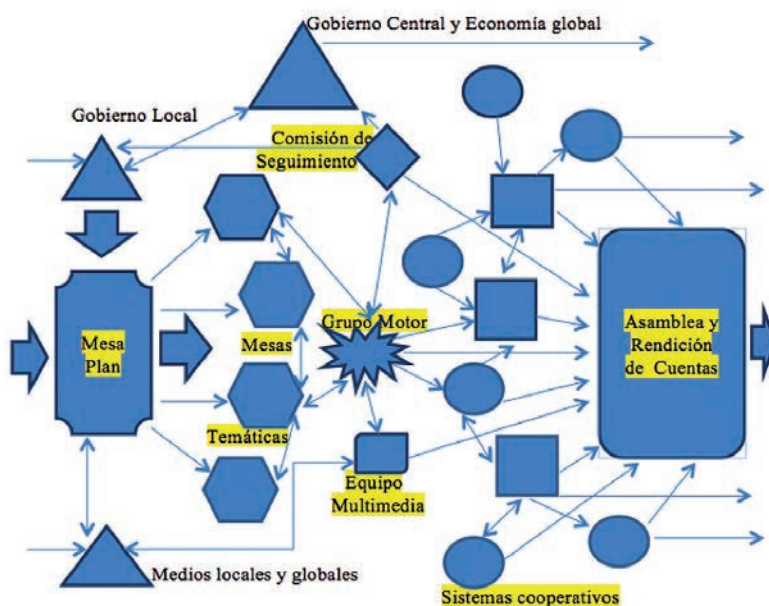 Gobierno Central y Economía global
Gobierno Local
Comisión de
Seguimiento
Grupo Motor
Mesa
Plan
Mesas
Temáticas
Asamblea y
Rendición
de Cuentas
Equipo
Multimedia
Medios locales y globales
Sistemas cooperativos